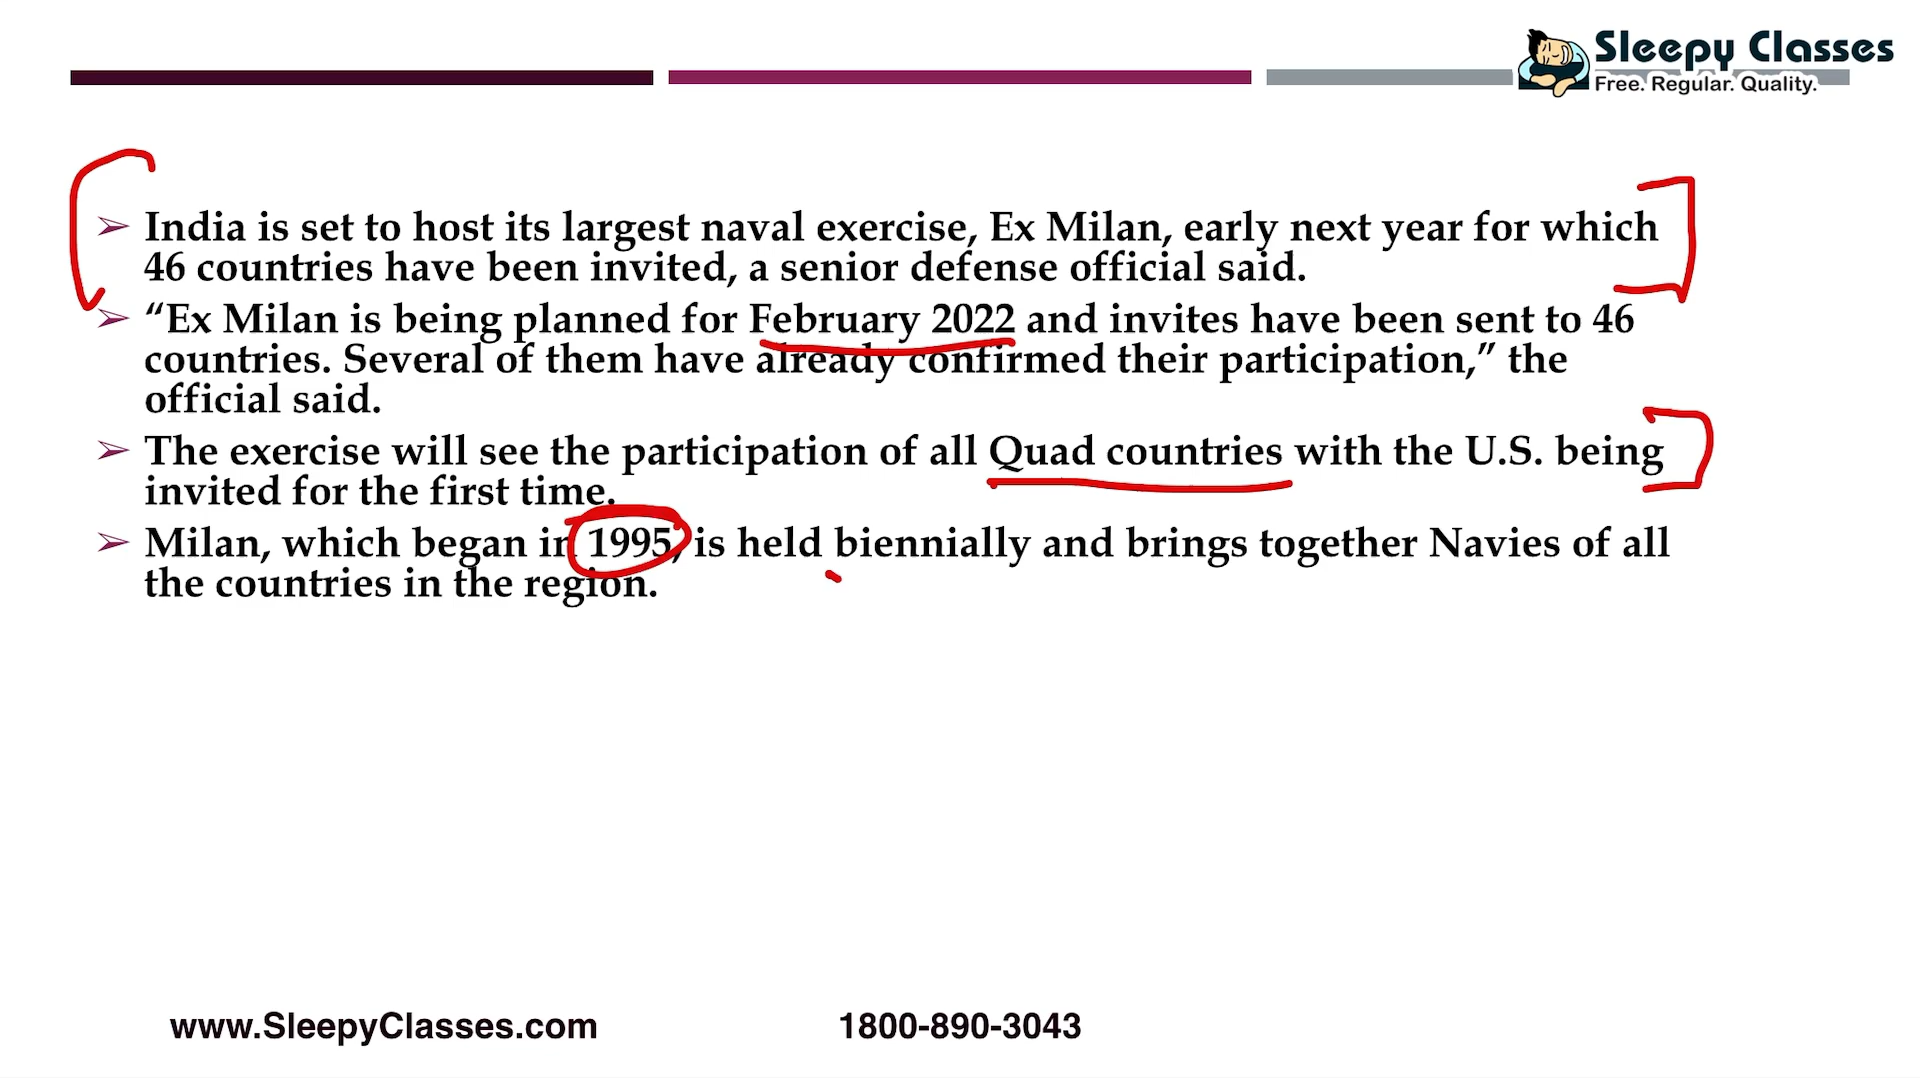 Sleepy Classes
Free. Regular. Quality.
➢ India is set to host its largest naval exercise, Ex Milan, early next year for which
46 countries have been invited, a senior defense official said.
➢ “Ex Milan is being planned for February 2022 and invites have been sent to 46
countries. Several of them have already confirmed their participation,” the
official said.
➢ The exercise will see the participation of all Quad countries with the U.S. being
invited for the first time.
➢ Milan, which began in 1995, is held biennially and brings together Navies of all
the countries in the region.
www.SleepyClasses.com
1800-890-3043